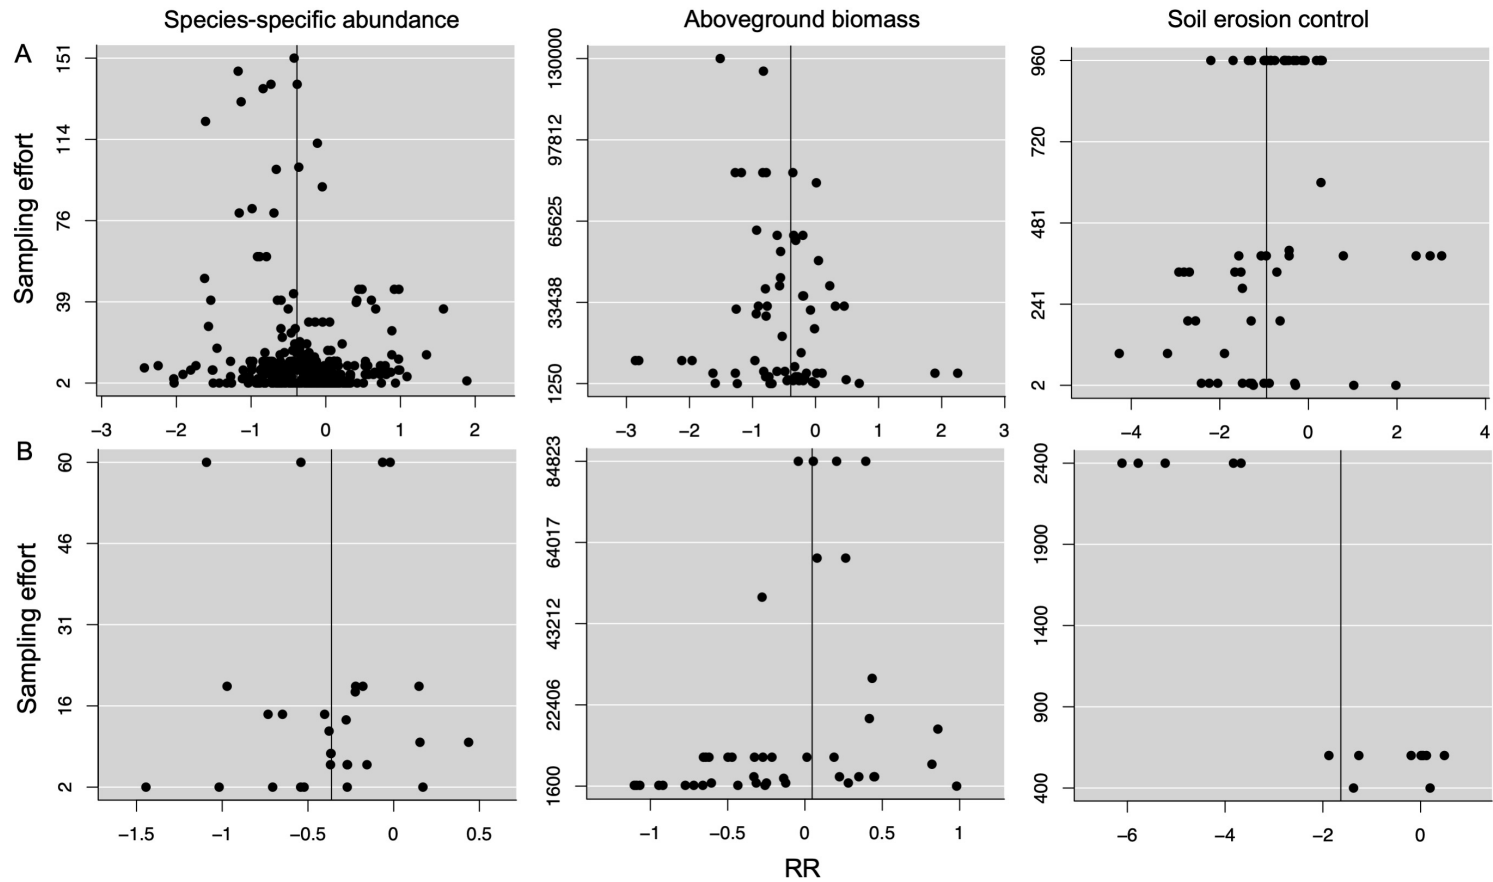 Species-specific abundance Aboveground biomass Soil erosion control
A
Sampling effort
151
114
76
39
2
−3 −2 −1 0 1 2
130000
97812
65625
33438
1250
−3 −2 −1 0 1 2 3
960
720
481
241
2
−4 −2 0 2 4
B
Sampling effort
60
46
31
16
2
−1.5 −1 −0.5 0 0.5
84823
64017
43212
22406
1600
−1 −0.5 0 0.5 1
2400
1900
1400
900
400
−6 −4 −2 0
RR